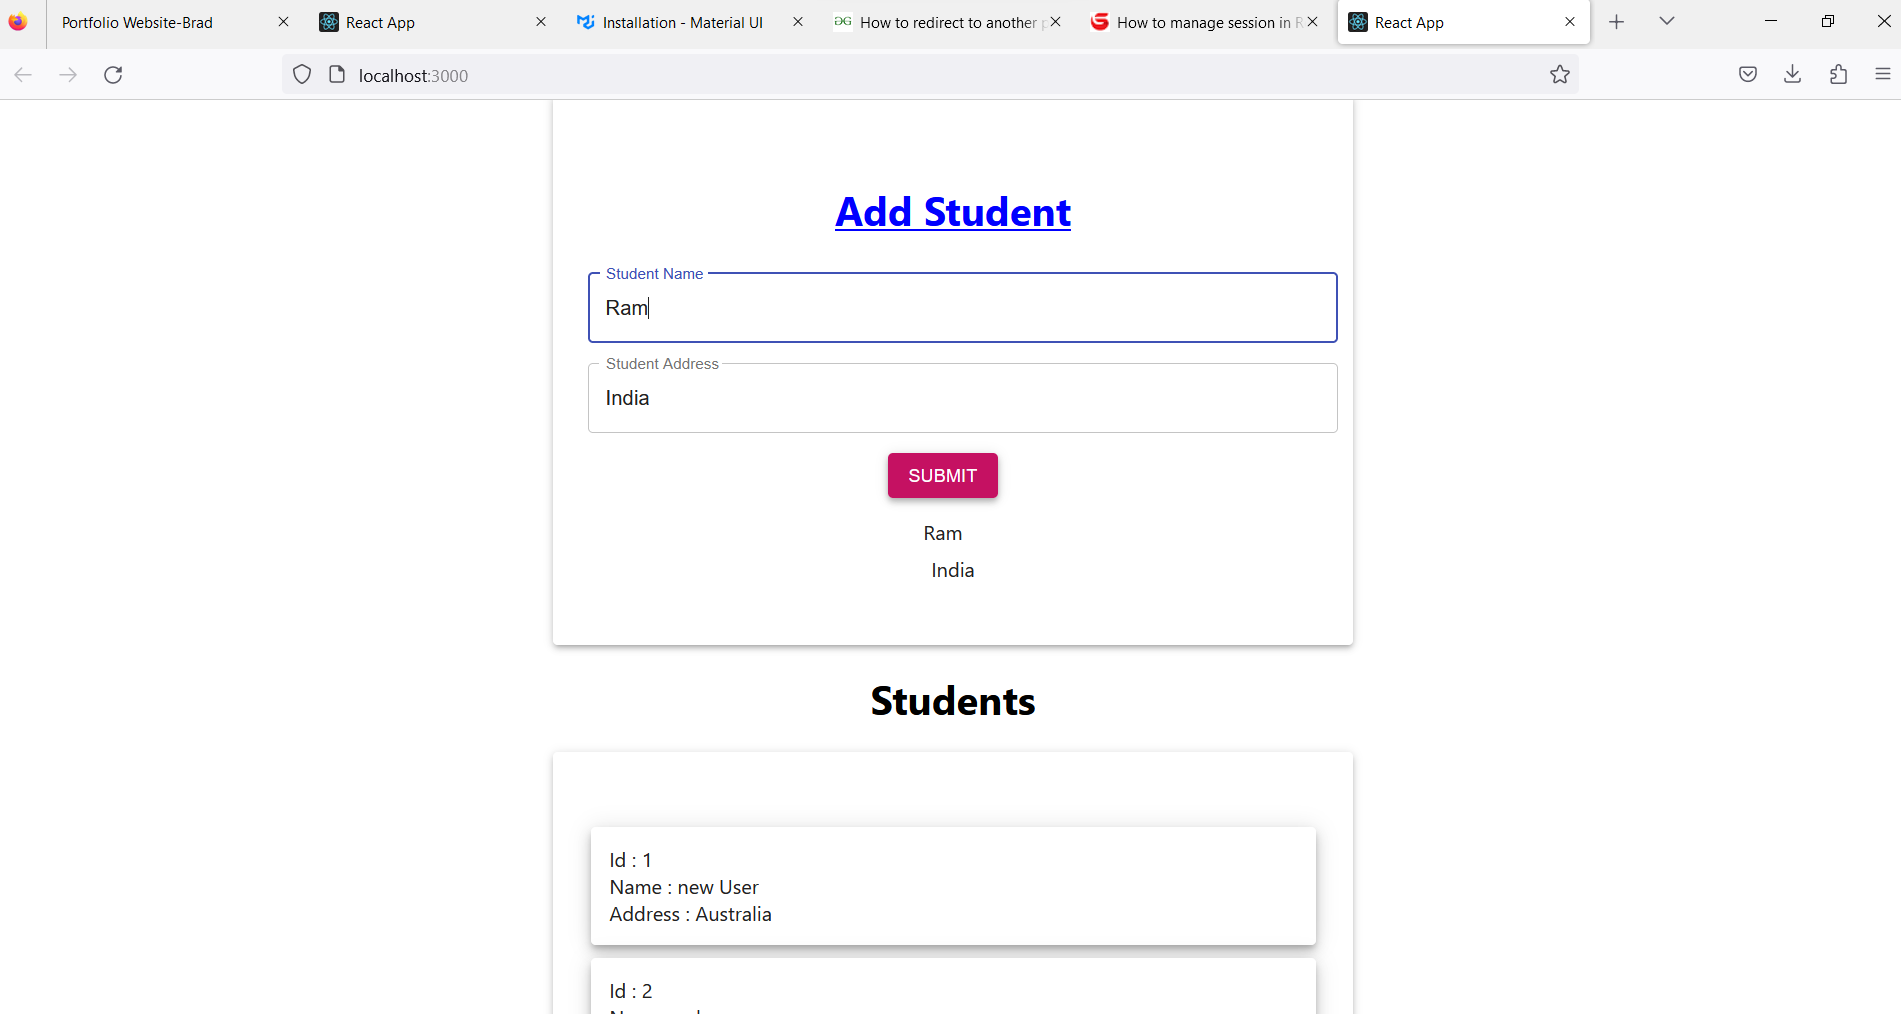 Portfolio Website-Brad
React App
Installation - Material UI
How to redirect to another p
How to manage session in R
React App
localhost:3000
Add Student
Student Name
Ram
Student Address
India
SUBMIT
Ram
India
Students
Id : 1
Name : new User
Address : Australia
Id : 2